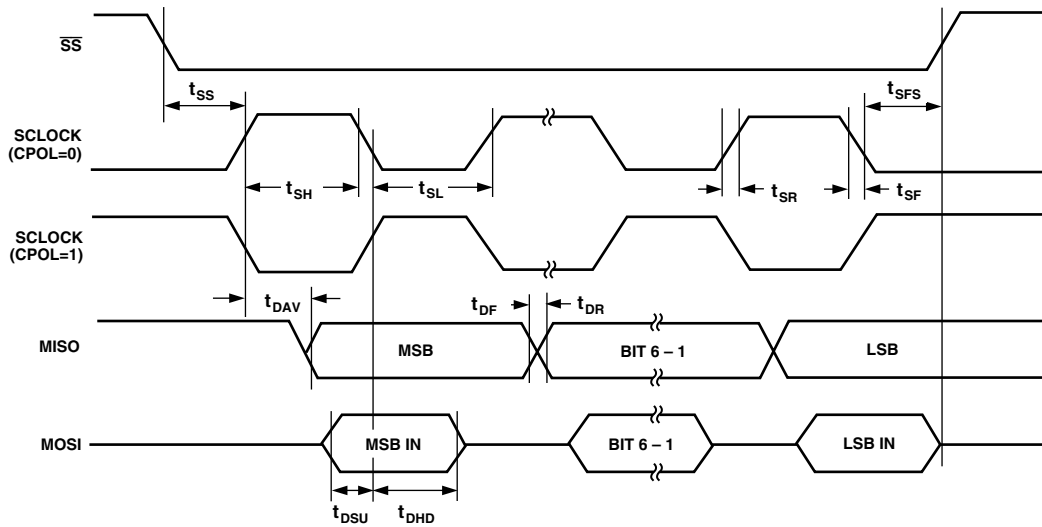 SS
tSS
tSFS
SCLOCK
(CPOL=0)
tSH
tSL
tSR
tSF
SCLOCK
(CPOL=1)
tDAV
tDF
tDR
MISO
MSB
BIT 6 – 1
LSB
MOSI
MSB IN
BIT 6 – 1
LSB IN
tDSU
tDHD